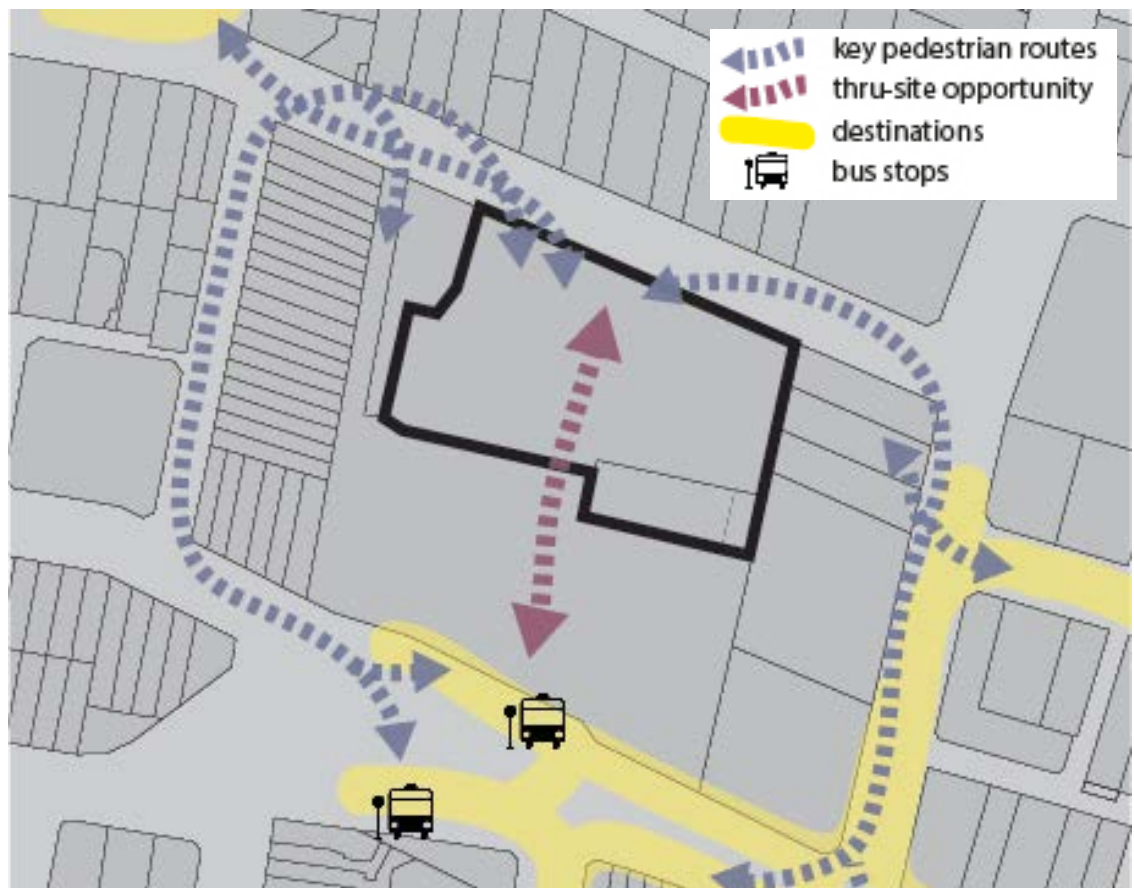 key pedestrian routes
thru-site opportunity
destinations
bus stops